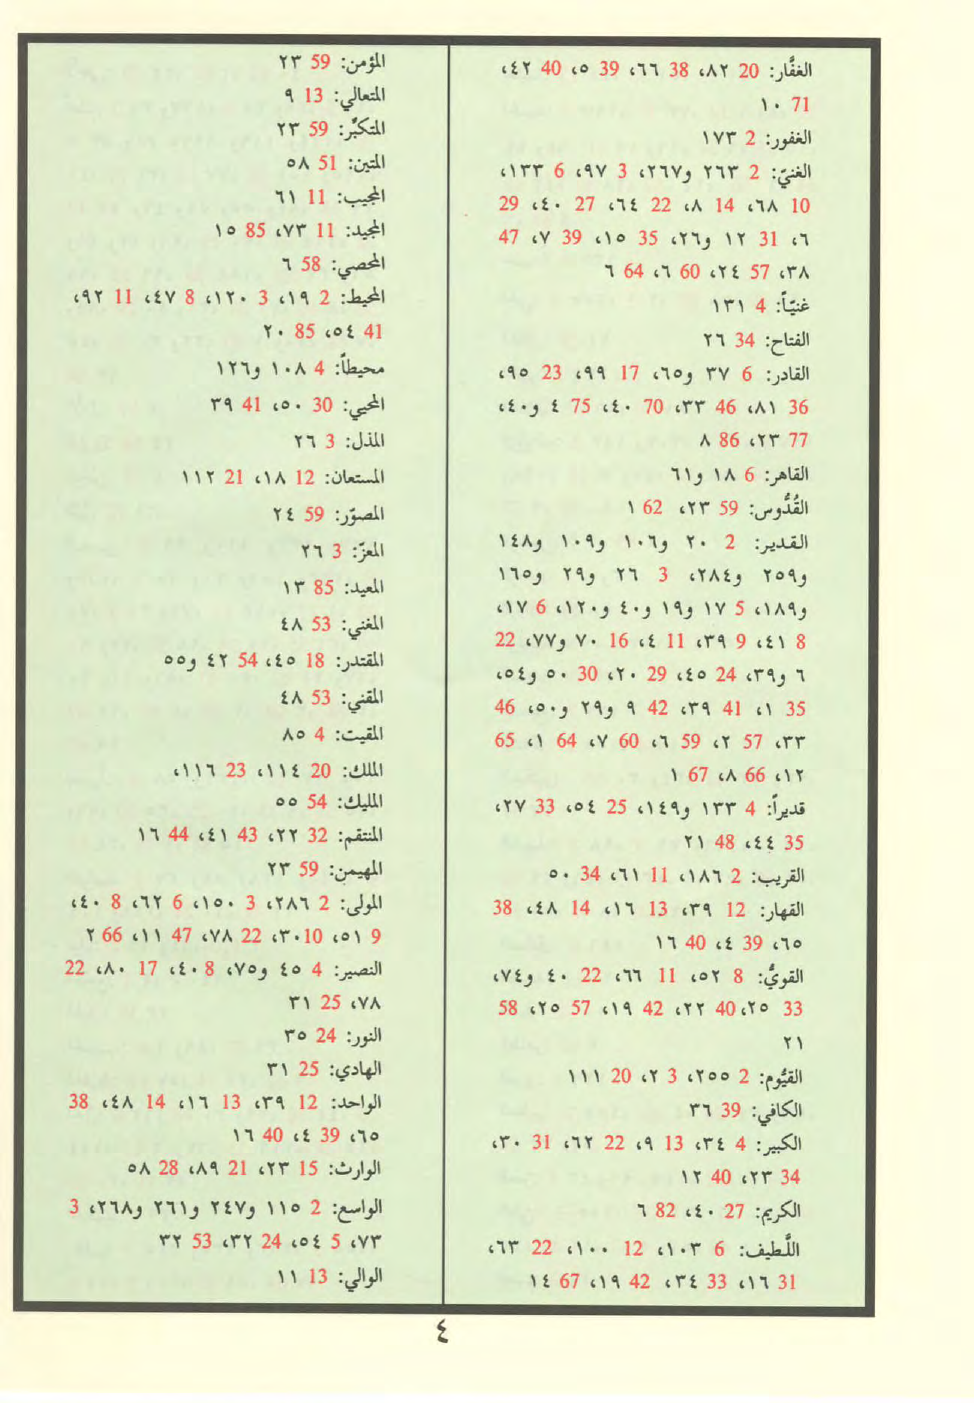 الغفَّار: 20 ٨٢، 38 ٦٦، 39 ٥، 40 ٤٢،
71 ١٠
الغفور: 2 ١٧٣
الغنيّ: 2 ٢٦٣ و٢٦٧، 3 ٩٧، 6 ١٣٣،
10 ٦٨، 14 ٨، 22 ٦٤، 27 ٤٠، 29
٦، 31 ١٢ و٢٦، 35 ١٥، 39 ٧، 47
٣٨، 57 ٢٤، 60 ٦، 64 ٦
غنيّاً: 4 ١٣١
الفتاح: 34 ٢٦
القادر: 6 ٣٧ و٦٥، 17 ٩٩، 23 ٩٥،
36 ٨١، 46 ٣٣، 70 ٤٠، 75 ٤ و٤٠،
77 ٢٣، 86 ٨
القاهر: 6 ١٨ و٦١
القُدُّوس: 59 ٢٣، 62 ١
القـديـر: 2 ٢٠ و١٠٦ و١٠٩ و١٤٨
و٢٥٩ و٢٨٤، 3 ٢٦ و٢٩ و١٦٥
و١٨٩، 5 ١٧ و١٩ و٤٠ و١٢٠، 6 ١٧،
8 ٤١، 9 ٣٩، 11 ٤، 16 ٧٠ و٧٧، 22
٦ و٣٩، 24 ٤٥، 29 ٢٠، 30 ٥٠ و٥٤،
35 ١، 41 ٣٩، 42 ٩ و٢٩ و٥٠، 46
٣٣، 57 ٢، 59 ٦، 60 ٧، 64 ١، 65
١٢، 66 ٨، 67 ١
قديراً: 4 ١٣٣ و١٤٩، 25 ٥٤، 33 ٢٧،
35 ٤٤، 48 ٢١
القريب: 2 ١٨٦، 11 ٦١، 34 ٥٠
القهار: 12 ٣٩، 13 ١٦، 14 ٤٨، 38
٦٥، 39 ٤، 40 ١٦
القويُّ: 8 ٥٢، 11 ٦٦، 22 ٤٠ و٧٤،
33 ٢٥، 40 ٢٢، 42 ١٩، 57 ٢٥، 58
٢١
القيُّوم: 2 ٢٥٥، 3 ٢، 20 ١١١
الكافي: 39 ٣٦
الكبير: 4 ٣٤، 13 ٩، 22 ٦٢، 31 ٣٠،
34 ٢٣، 40 ١٢
الكريم: 27 ٤٠، 82 ٦
اللَّطيف: 6 ١٠٣، 12 ١٠٠، 22 ٦٣،
31 ١٦، 33 ٣٤، 42 ١٩، 67 ١٤
المؤمن: 59 ٢٣
المتعالي: 13 ٩
المتكبِّر: 59 ٢٣
المتين: 51 ٥٨
المجيب: 11 ٦١
المجيد: 11 ٧٣، 85 ١٥
المحصي: 58 ٦
المحيط: 2 ١٩، 3 ١٢٠، 8 ٤٧، 11 ٩٢،
41 ٥٤، 85 ٢٠
محيطاً: 4 ١٠٨ و١٢٦
المحيي: 30 ٥٠، 41 ٣٩
المذل: 3 ٢٦
المستعان: 12 ١٨، 21 ١١٢
المصوّر: 59 ٢٤
المعزّ: 3 ٢٦
المعيد: 85 ١٣
المغني: 53 ٤٨
المقتدر: 18 ٤٥، 54 ٤٢ و٥٥
المقني: 53 ٤٨
المقيت: 4 ٨٥
الملك: 20 ١١٤، 23 ١١٦،
المليك: 54 ٥٥
المنتقم: 32 ٢٢، 43 ٤١، 44 ١٦
المهيمن: 59 ٢٣
المولى: 2 ٢٨٦، 3 ١٥٠، 6 ٦٢، 8 ٤٠،
9 ٥١، 10 ٣٠، 22 ٧٨، 47 ١١، 66 ٢
النصير: 4 ٤٥ و٧٥، 8 ٤٠، 17 ٨٠، 22
٧٨، 25 ٣١
النور: 24 ٣٥
الهادي: 25 ٣١
الواحد: 12 ٣٩، 13 ١٦، 14 ٤٨، 38
٦٥، 39 ٤، 40 ١٦
الوارث: 15 ٢٣، 21 ٨٩، 28 ٥٨
الواسع: 2 ١١٥ و٢٤٧ و٢٦١ و٢٦٨، 3
٧٣، 5 ٥٤، 24 ٣٢، 53 ٣٢
الوالي: 13 ١١
٤